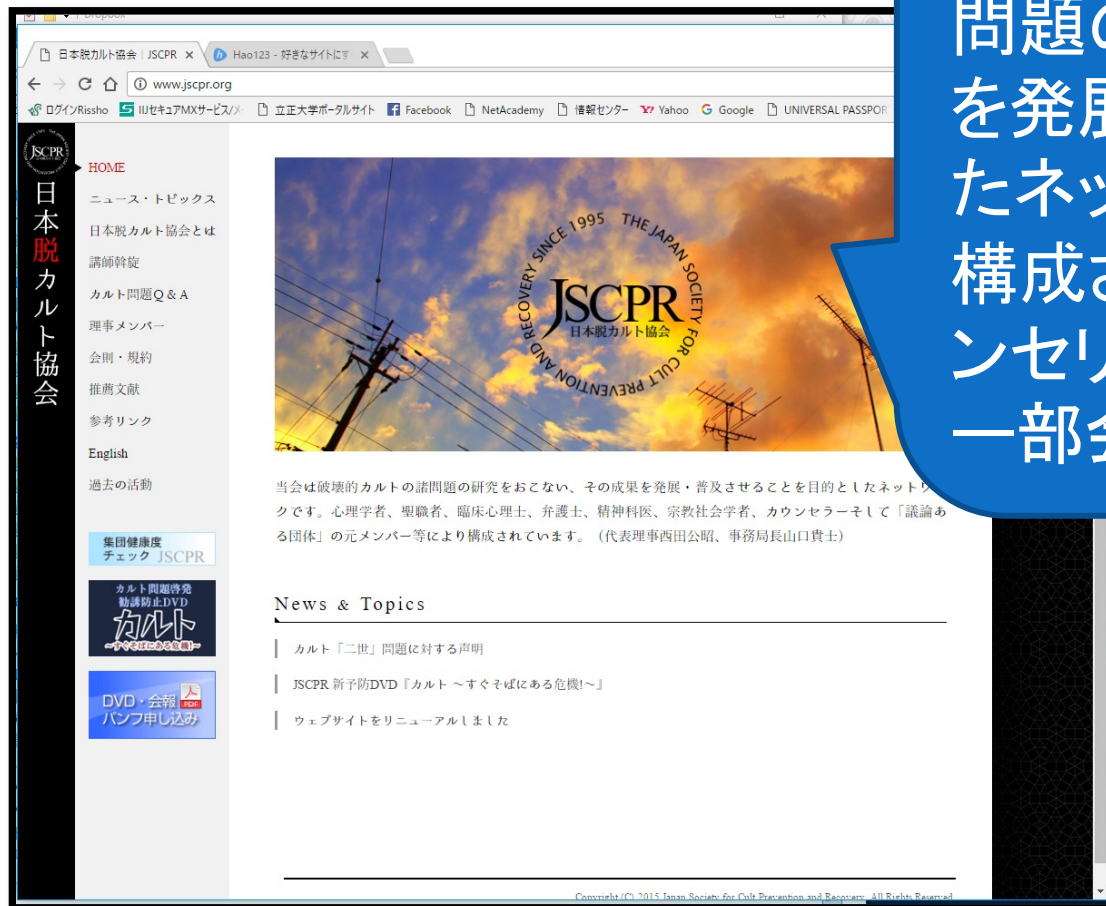 Dropbox
日本脱カルト協会｜JSCPR ×
Hao123 - 好きなサイトにす ×
www.jscpr.org
ログインRissho
IIJセキュアMXサービス/メ
立正大学ポータルサイト
Facebook
NetAcademy
情報センター
Yahoo
Google
UNIVERSAL PASSPOR
JSCPR
日本脱カルト協会
HOME
ニュース・トピックス
日本脱カルト協会とは
講師斡旋
カルト問題Q & A
理事メンバー
会則・規約
推薦文献
参考リンク
English
過去の活動
集団健康度
チェック JSCPR
カルト問題啓発
勧誘防止DVD
カルト
～すぐそばにある危機!～
DVD・会報
PDF
パンフ申し込み
THE JAPAN SOCIETY FOR CULT PREVENTION AND RECOVERY SINCE 1995
JSCPR
日本脱カルト協会
当会は破壊的カルトの諸問題の研究をおこない、その成果を発展・普及させることを目的としたネットワー
クです。心理学者、聖職者、臨床心理士、弁護士、精神科医、宗教社会学者、カウンセラーそして「議論あ
る団体」の元メンバー等により構成されています。（代表理事西田公昭、事務局長山口貴士）
News & Topics
カルト「二世」問題に対する声明
JSCPR 新予防DVD『カルト ～すぐそばにある危機!～』
ウェブサイトをリニューアルしました
Copyright (C) 2015 Japan Society for Cult Prevention and Recovery. All Rights Reserved
問題の
を発展
たネッ
構成さ
ンセリ
一部会